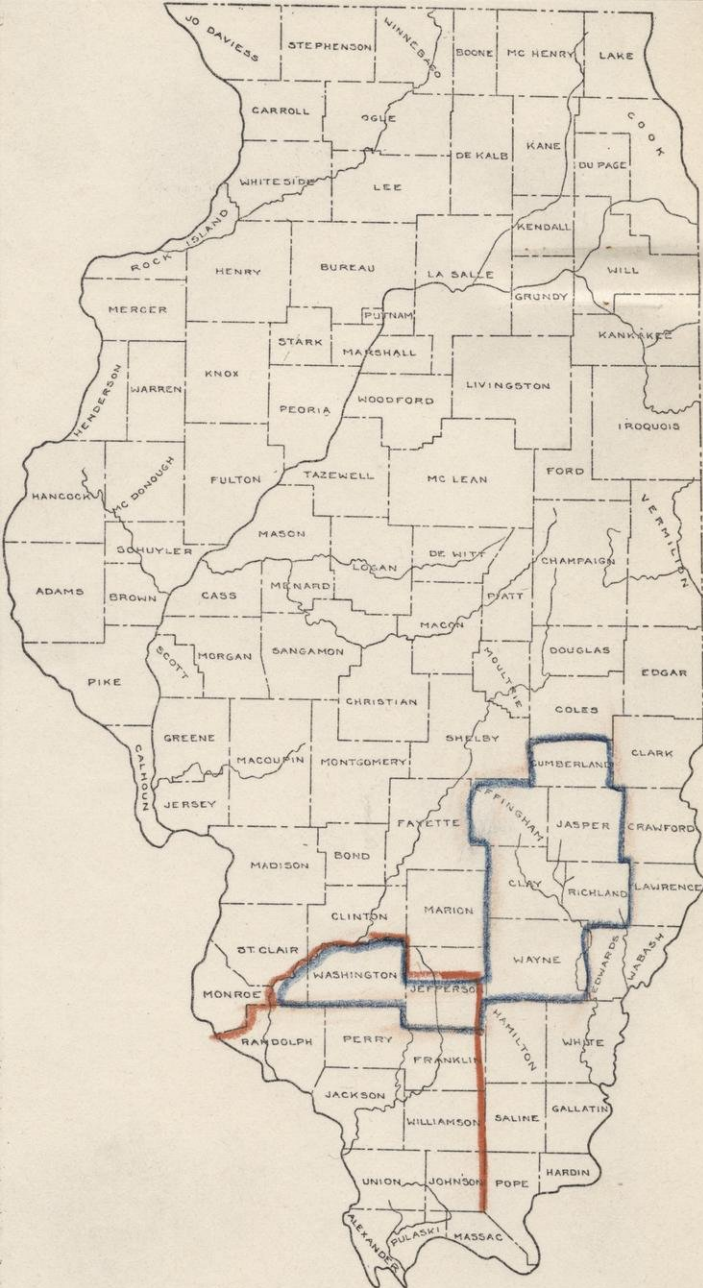 JO DAVIESS
STEPHENSON
WINNEBAGO
BOONE
MC HENRY
LAKE
CARROLL
OGLE
DE KALB
KANE
COOK
DU PAGE
WHITESIDE
LEE
ROCK ISLAND
KENDALL
HENRY
BUREAU
LA SALLE
WILL
GRUNDY
MERCER
PUTNAM
KANKAKEE
STARK
MARSHALL
HENDERSON
WARREN
KNOX
PEORIA
WOODFORD
LIVINGSTON
IROQUOIS
HANCOCK
MC DONOUGH
FULTON
TAZEWELL
MC LEAN
FORD
VERMILION
SCHUYLER
MASON
LOGAN
DE WITT
CHAMPAIGN
ADAMS
BROWN
CASS
MENARD
PIATT
MACON
PIKE
SCOTT
MORGAN
SANGAMON
MOULTRIE
DOUGLAS
EDGAR
CHRISTIAN
COLES
CALHOUN
GREENE
MACOUPIN
MONTGOMERY
SHELBY
CUMBERLAND
CLARK
JERSEY
FAYETTE
EFFINGHAM
JASPER
CRAWFORD
MADISON
BOND
CLAY
RICHLAND
LAWRENCE
CLINTON
MARION
ST. CLAIR
WASHINGTON
WAYNE
EDWARDS
WABASH
MONROE
JEFFERSO
RANDOLPH
PERRY
HAMILTON
WHITE
FRANKLIN
JACKSON
WILLIAMSON
SALINE
GALLATIN
UNION
JOHNSON
POPE
HARDIN
ALEXANDER
PULASKI
MASSAC